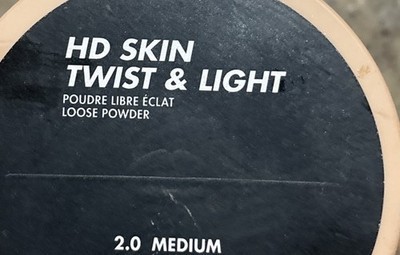 HD SKIN
TWIST & LIGHT
POUDRE LIBRE ÉCLAT
LOOSE POWDER
2.0 MEDIUM